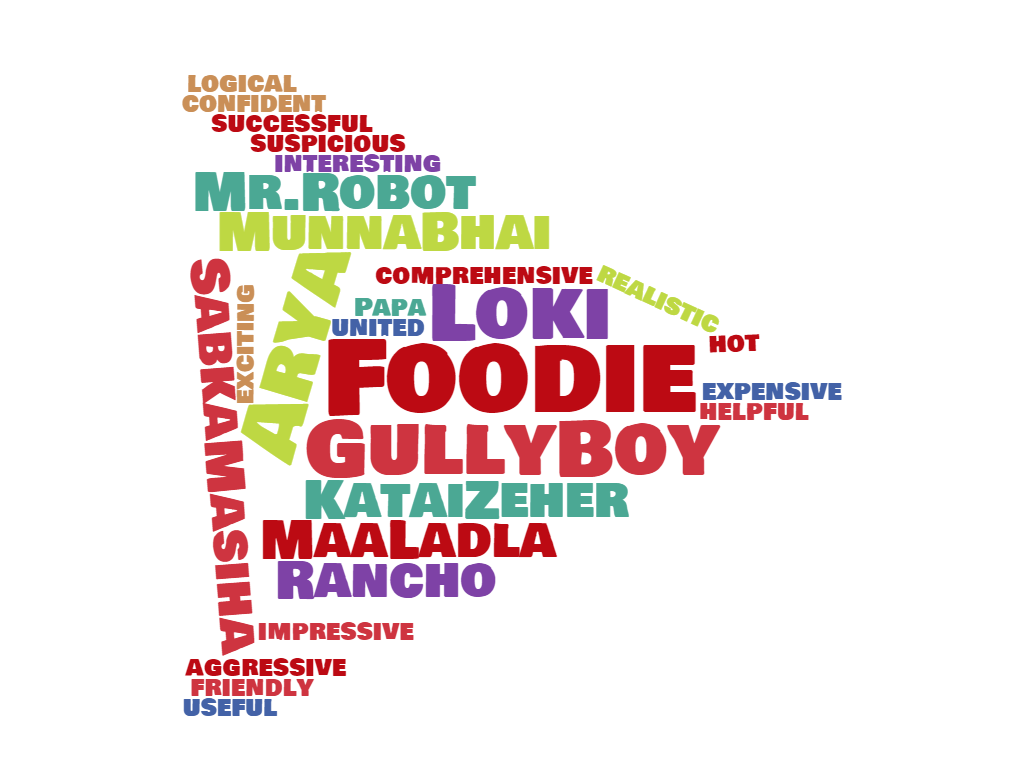 LOGICAL
CONFIDENT
SUCCESSFUL
SUSPICIOUS
INTERESTING
MR.ROBOT
MUNNABHAI
SABKAMASIHA
EXCITING
ARYA
COMPREHENSIVE
REALISTIC
PAPA
LOKI
UNITED
HOT
FOODIE
EXPENSIVE
HELPFUL
GULLYBOY
KATAIZEHER
MAALADLA
RANCHO
IMPRESSIVE
AGGRESSIVE
FRIENDLY
USEFUL